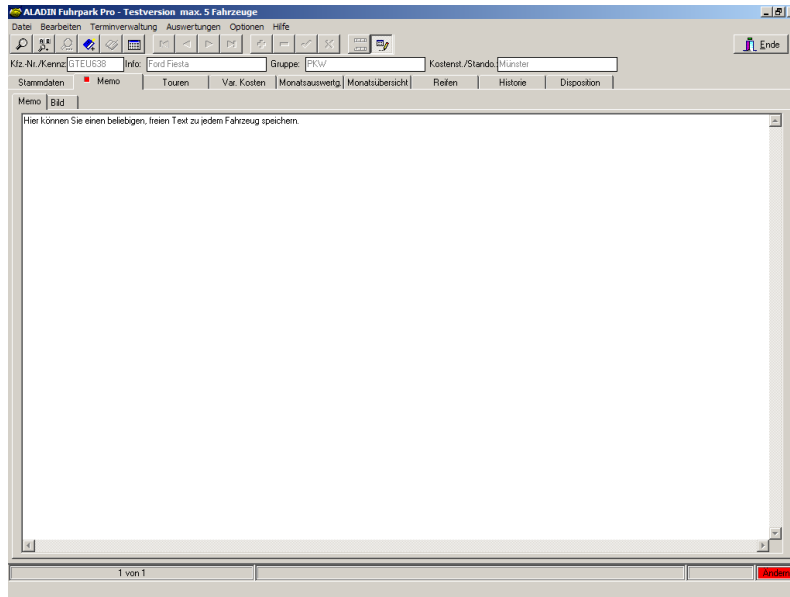 ALADIN Fuhrpark Pro - Testversion max. 5 Fahrzeuge
Datei Bearbeiten Terminverwaltung Auswertungen Optionen Hilfe
Ende
Kfz.-Nr./Kennz: GTEU638 Info: Ford Fiesta Gruppe: PKW Kostenst./Stando.: Münster
Stammdaten Memo Touren Var. Kosten Monatsauswertg. Monatsübersicht Reifen Historie Disposition
Memo Bild
Hier können Sie einen beliebigen, freien Text zu jedem Fahrzeug speichern.
1 von 1 Ändern